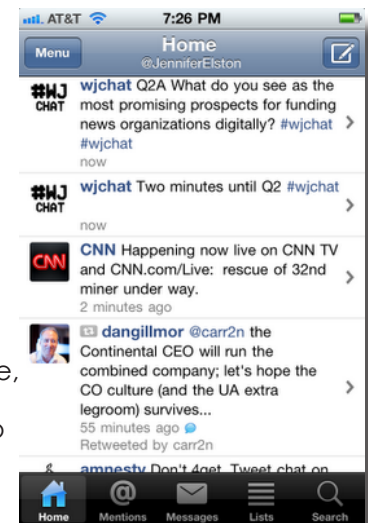 AT&T 7:26 PM
Menu Home
@JenniferElston
#WJ
CHAT
wjchat Q2A What do you see as the
most promising prospects for funding
news organizations digitally? #wjchat
#wjchat
now
#WJ
CHAT
wjchat Two minutes until Q2 #wjchat
now
CNN
CNN Happening now live on CNN TV
and CNN.com/Live: rescue of 32nd
miner under way.
2 minutes ago
dangillmor @carr2n the
Continental CEO will run the
combined company; let's hope the
CO culture (and the UA extra
legroom) survives...
55 minutes ago
Retweeted by carr2n
amnesty Don't 4get, Tweet chat on
Home Mentions Messages Lists Search